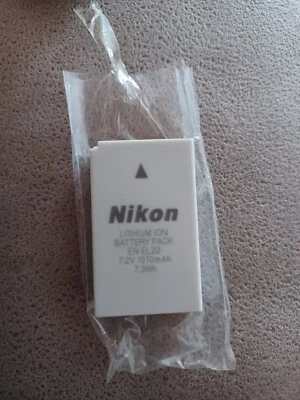 Nikon
LITHIUM ION
BATTERY PACK
EN-EL22
7.2V 1010mAh
7.3Wh